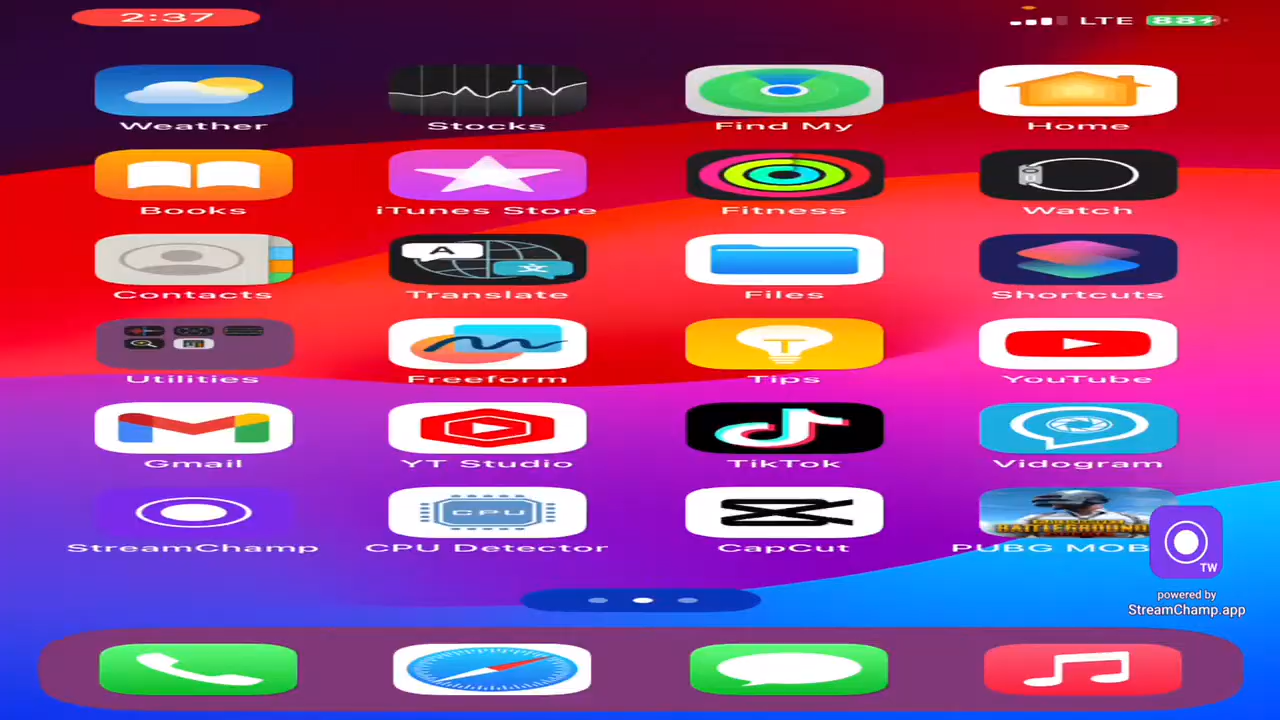 2:37 LTE 88
Weather Stocks Find My Home
Books iTunes Store Fitness Watch
Contacts Translate Files Shortcuts
Utilities Freeform Tips YouTube
Gmail YT Studio TikTok Vidogram
CPU
StreamChamp CPU Detector CapCut PUBG MOB
TW
powered by
StreamChamp.app